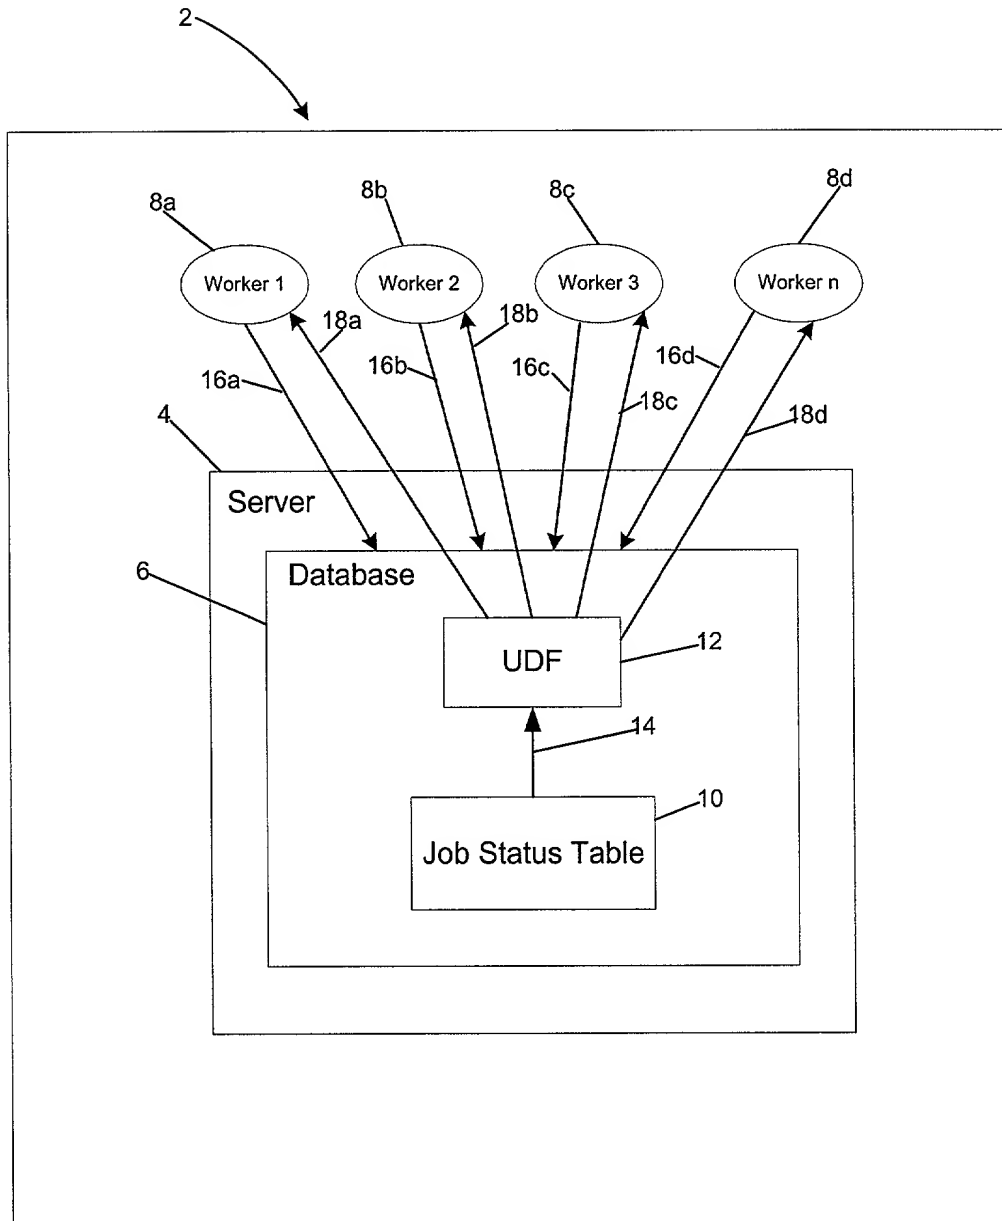 2
8a
8b
8c
8d
Worker 1
Worker 2
Worker 3
Worker n
18a
18b
16a
16b
16c
16d
18c
18d
4
Server
6
Database
UDF
12
14
10
Job Status Table